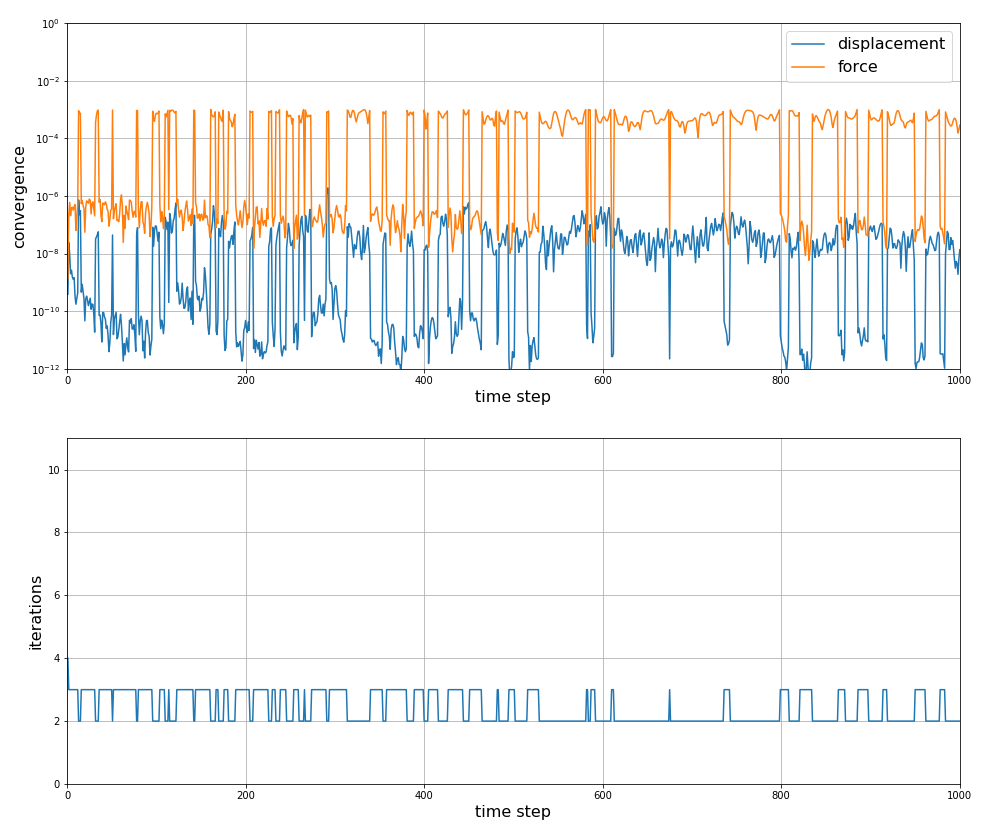 10⁰
10⁻²
10⁻⁴
10⁻⁶
10⁻⁸
10⁻¹⁰
10⁻¹²
convergence
displacement
force
0 200 400 600 800 1000
time step
10
8
6
4
2
0
iterations
0 200 400 600 800 1000
time step